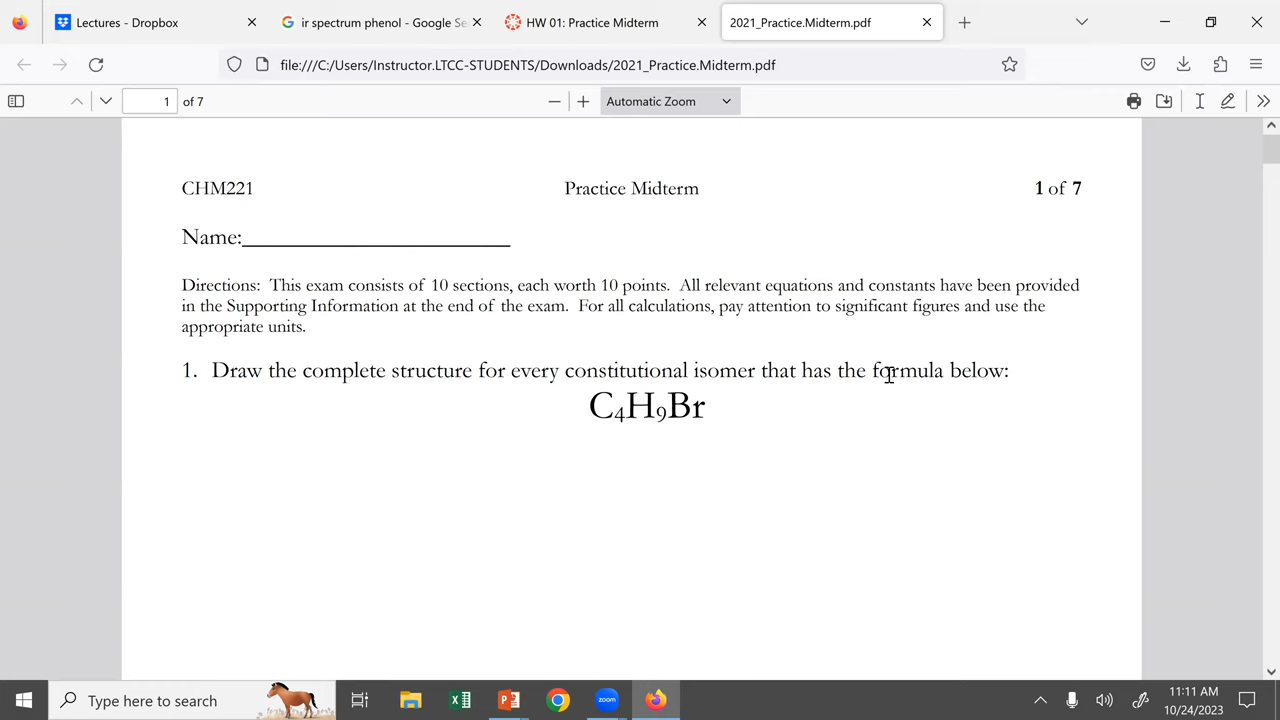 Lectures - Dropbox
ir spectrum phenol - Google Se
HW 01: Practice Midterm
2021_Practice.Midterm.pdf
file:///C:/Users/Instructor.LTCC-STUDENTS/Downloads/2021_Practice.Midterm.pdf
1 of 7
Automatic Zoom
CHM221 Practice Midterm 1 of 7
Name:______________________
Directions: This exam consists of 10 sections, each worth 10 points. All relevant equations and constants have been provided
in the Supporting Information at the end of the exam. For all calculations, pay attention to significant figures and use the
appropriate units.
1. Draw the complete structure for every constitutional isomer that has the formula below:
C₄H₉Br
Type here to search
zoom
11:11 AM
10/24/2023